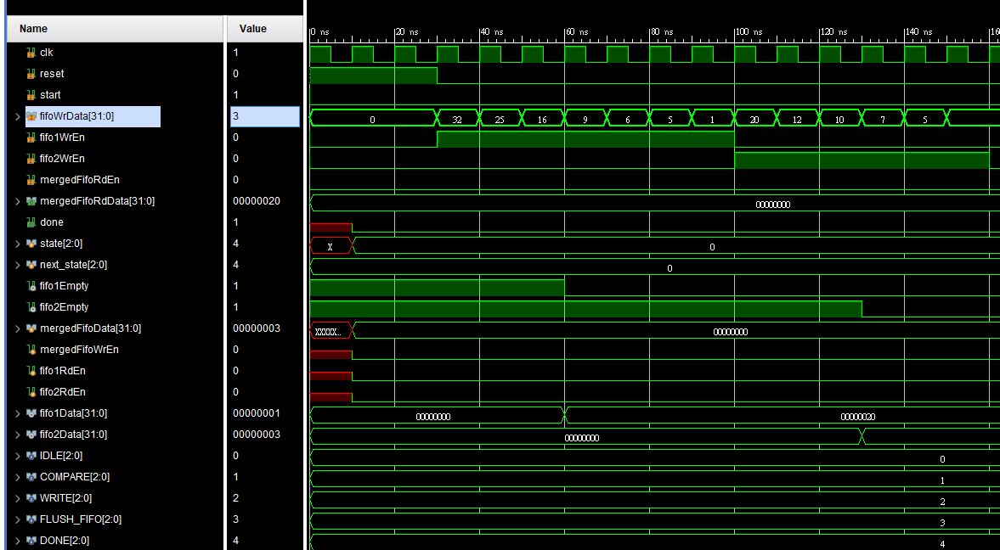 Name Value
0 ns 20 ns 40 ns 60 ns 80 ns 100 ns 120 ns 140 ns 160
clk 1
reset 0
start 1
fifoWrData[31:0] 3 0 32 25 16 9 6 5 1 20 12 10 7 5
fifo1WrEn 0
fifo2WrEn 0
mergedFifoRdEn 0
mergedFifoRdData[31:0] 00000020 00000000
done 1
state[2:0] 4 X 0
next_state[2:0] 4 0
fifo1Empty 1
fifo2Empty 1
mergedFifoData[31:0] 00000003 XXXXXX... 00000000
mergedFifoWrEn 0
fifo1RdEn 0
fifo2RdEn 0
fifo1Data[31:0] 00000001 00000000 00000020
fifo2Data[31:0] 00000003 00000000
IDLE[2:0] 0 0
COMPARE[2:0] 1 1
WRITE[2:0] 2 2
FLUSH_FIFO[2:0] 3 3
DONE[2:0] 4 4